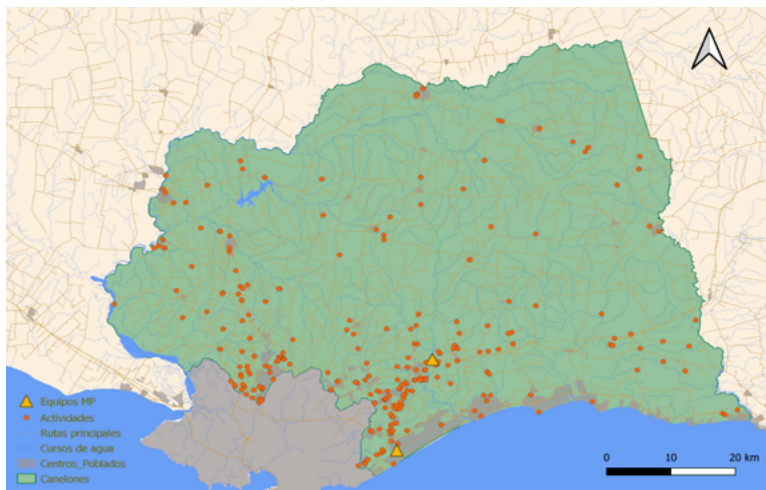 Equipos MP
Actividades
Rutas principales
Cursos de agua
Centros_Poblados
Canelones
0 10 20 km